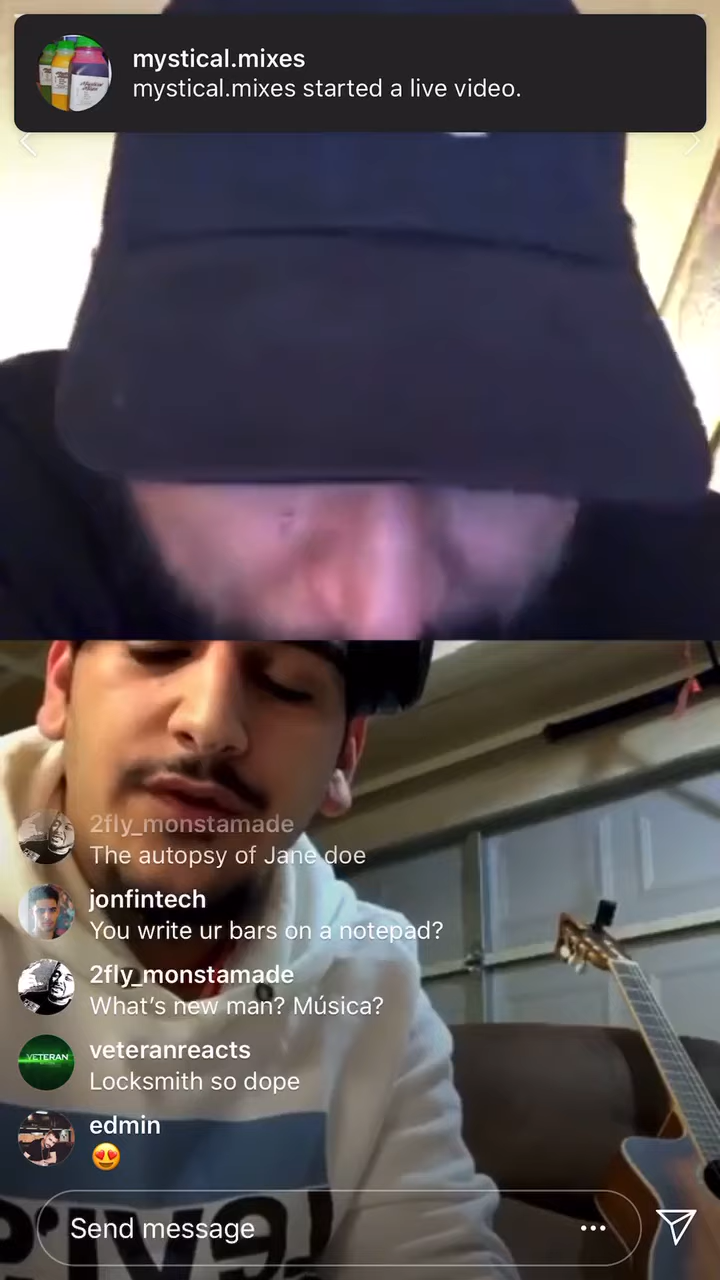 mystical.mixes
mystical.mixes started a live video.
2fly_monstamade
The autopsy of Jane doe
jonfintech
You write ur bars on a notepad?
2fly_monstamade
What's new man? Música?
veteranreacts
VETERAN
Locksmith so dope
edmin
😍
Send message